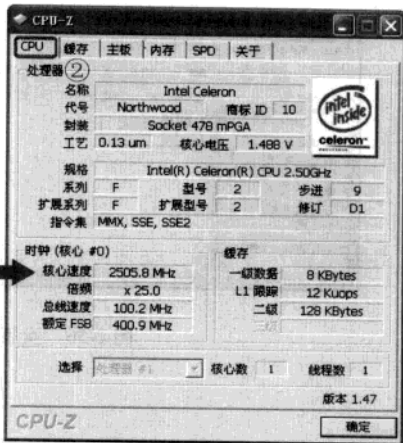 CPU-Z
CPU 缓存 主板 内存 SPD 关于
处理器②
名称 Intel Celeron
代号 Northwood 商标 ID 10
封装 Socket 478 mPGA
工艺 0.13 um 核心电压 1.488 V
intel inside
celeron
规格 Intel(R) Celeron(R) CPU 2.50GHz
系列 F 型号 2 步进 9
扩展系列 F 扩展型号 2 修订 D1
指令集 MMX, SSE, SSE2
时钟 (核心 #0) 缓存
核心速度 2505.8 MHz 一级数据 8 KBytes
倍频 x 25.0 L1 跟踪 12 Kuops
总线速度 100.2 MHz 二级 128 KBytes
额定 FSB 400.9 MHz 三级
选择 处理器 #1 核心数 1 线程数 1
版本 1.47
CPU-Z 确定